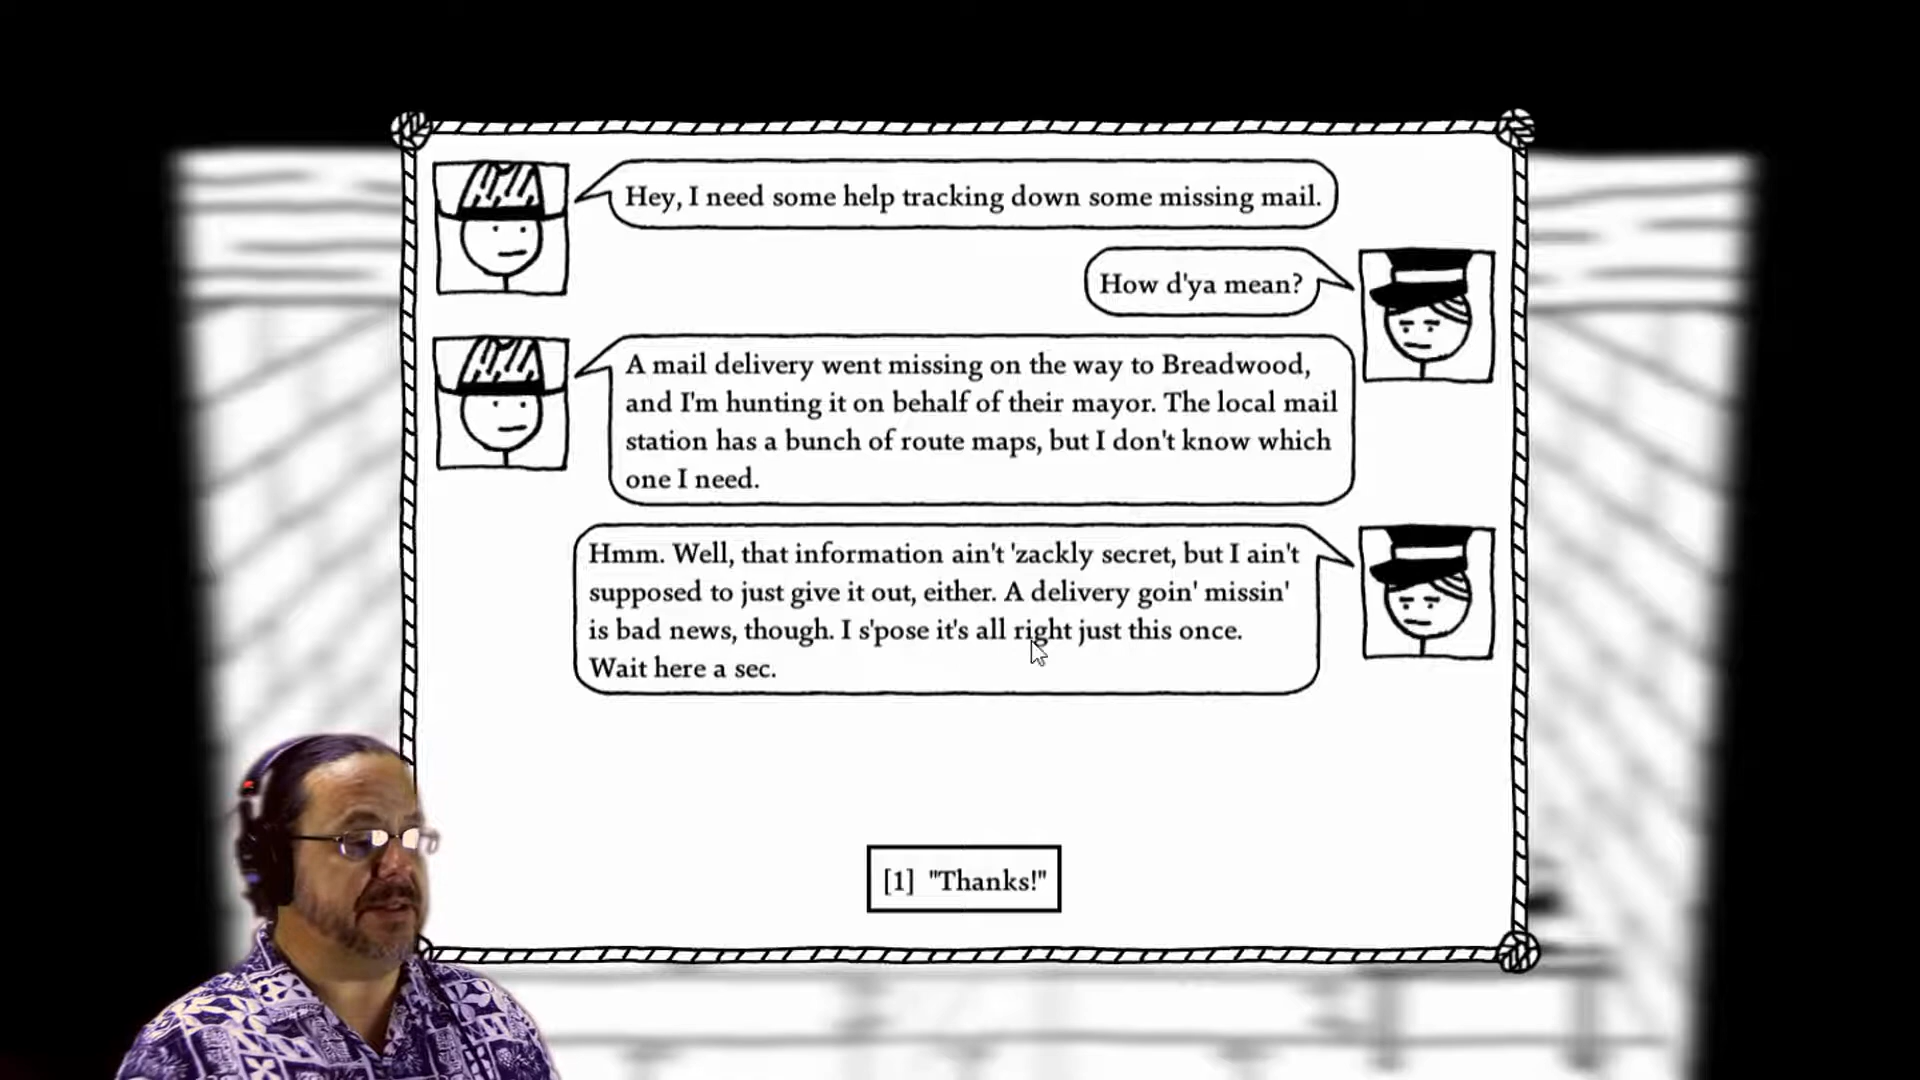 Hey, I need some help tracking down some missing mail.
How d'ya mean?
A mail delivery went missing on the way to Breadwood,
and I'm hunting it on behalf of their mayor. The local mail
station has a bunch of route maps, but I don't know which
one I need.
Hmm. Well, that information ain't 'zackly secret, but I ain't
supposed to just give it out, either. A delivery goin' missin'
is bad news, though. I s'pose it's all right just this once.
Wait here a sec.
[1] "Thanks!"